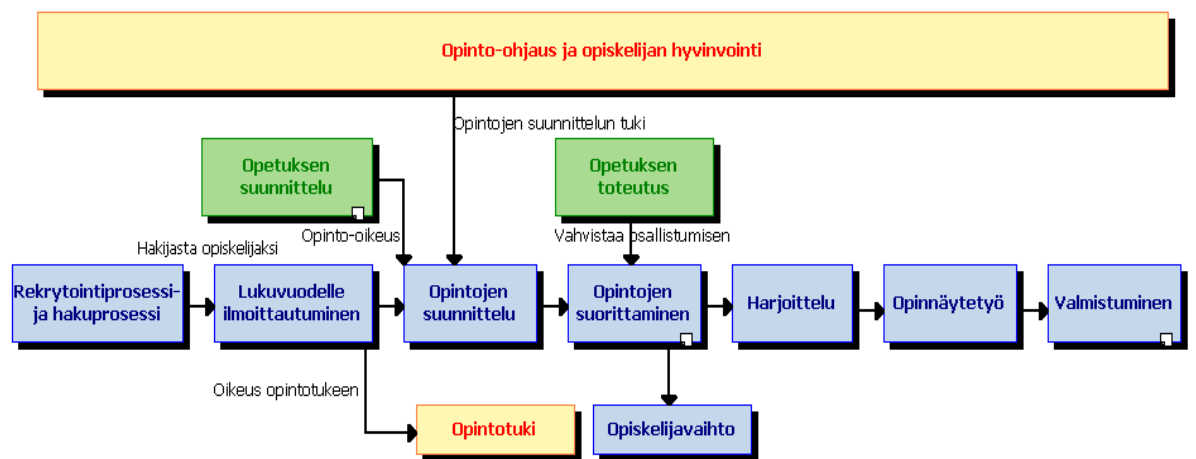 Opinto-ohjaus ja opiskelijan hyvinvointi
Opintojen suunnittelun tuki
Opetuksen
suunnittelu
Opetuksen
toteutus
Opinto-oikeus
Vahvistaa osallistumisen
Hakijasta opiskelijaksi
Rekrytointiprosessi-
ja hakuprosessi
Lukuvuodelle
ilmoittautuminen
Opintojen
suunnittelu
Opintojen
suorittaminen
Harjoittelu
Opinnäytetyö
Valmistuminen
Oikeus opintotukeen
Opintotuki
Opiskelijavaihto